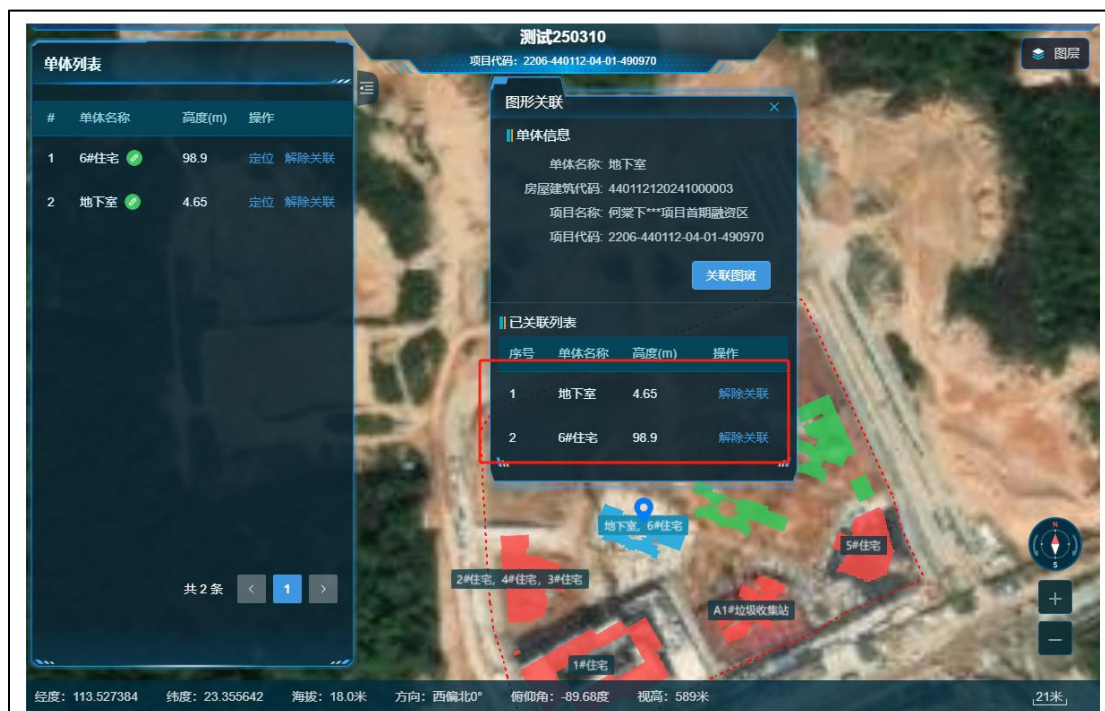 测试250310
项目代码: 2206-440112-04-01-490970
图层
单体列表
# 单体名称 高度(m) 操作
1 6#住宅 98.9 定位 解除关联
2 地下室 4.65 定位 解除关联
共 2 条 < 1 >
图形关联 ×
单体信息
单体名称: 地下室
房屋建筑代码: 440112120241000003
项目名称: 何棠下***项目首期融资区
项目代码: 2206-440112-04-01-490970
关联图斑
已关联列表
序号 单体名称 高度(m) 操作
1 地下室 4.65 解除关联
2 6#住宅 98.9 解除关联
地下室, 6#住宅
5#住宅
2#住宅, 4#住宅, 3#住宅
A1#垃圾收集站
1#住宅
N
S
+
−
经度: 113.527384 纬度: 23.355642 海拔: 18.0米 方向: 西偏北0° 俯仰角: -89.68度 视高: 589米 21米